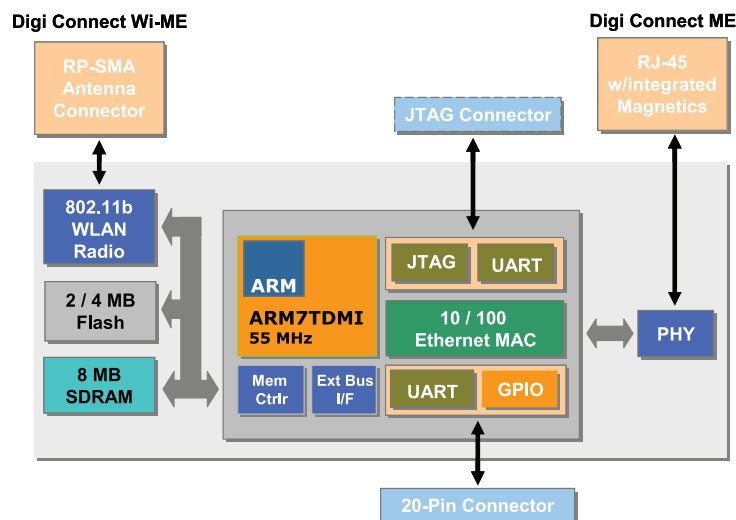 Digi Connect Wi-ME
Digi Connect ME
RP-SMA
Antenna
Connector
RJ-45
w/integrated
Magnetics
JTAG Connector
802.11b
WLAN
Radio
2 / 4 MB
Flash
8 MB
SDRAM
ARM
ARM7TDMI
55 MHz
Mem
Ctrlr
Ext Bus
I/F
JTAG
UART
10 / 100
Ethernet MAC
UART
GPIO
PHY
20-Pin Connector